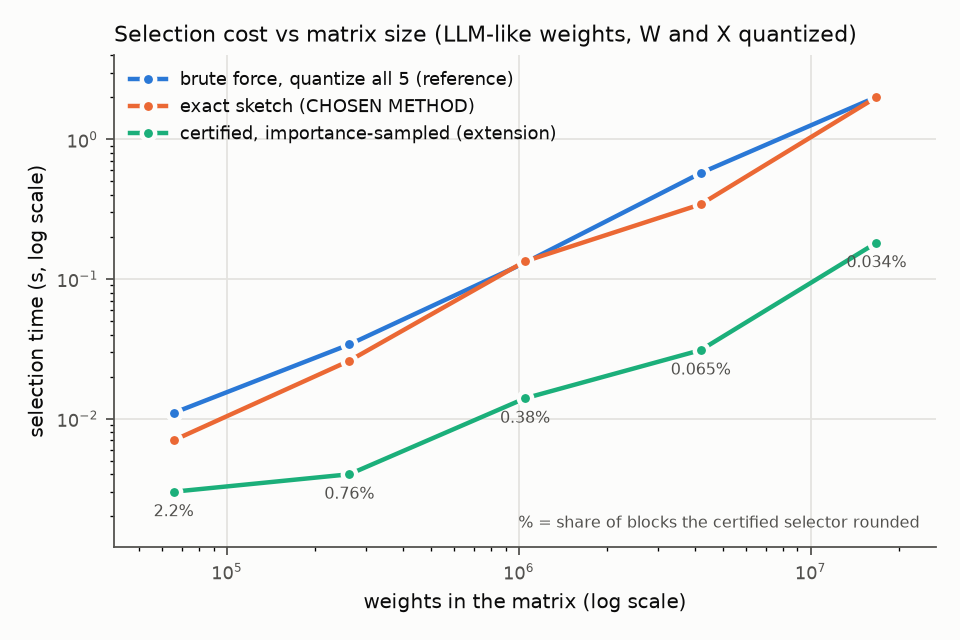 Selection cost vs matrix size (LLM-like weights, W and X quantized)
brute force, quantize all 5 (reference)
exact sketch (CHOSEN METHOD)
certified, importance-sampled (extension)
selection time (s, log scale)
10⁰
10⁻¹
10⁻²
0.034%
0.065%
0.38%
0.76%
2.2%
% = share of blocks the certified selector rounded
10⁵
10⁶
10⁷
weights in the matrix (log scale)